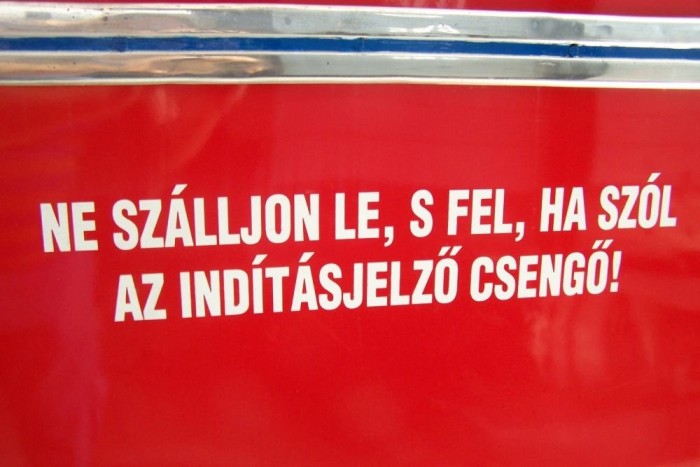 NE SZÁLLJON LE, S FEL, HA SZÓL
AZ INDÍTÁSJELZŐ CSENGŐ!